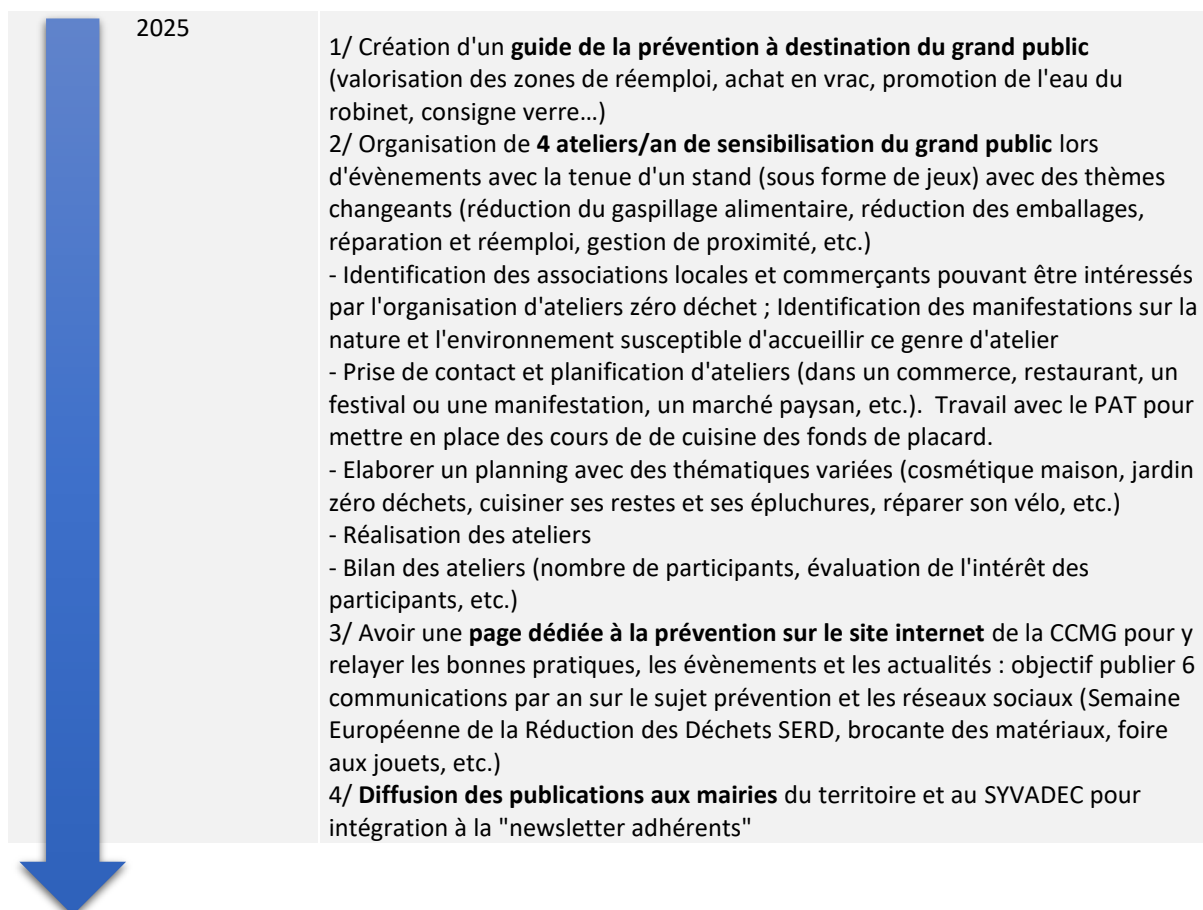 2025
1/ Création d'un guide de la prévention à destination du grand public
(valorisation des zones de réemploi, achat en vrac, promotion de l'eau du
robinet, consigne verre…)
2/ Organisation de 4 ateliers/an de sensibilisation du grand public lors
d'évènements avec la tenue d'un stand (sous forme de jeux) avec des thèmes
changeants (réduction du gaspillage alimentaire, réduction des emballages,
réparation et réemploi, gestion de proximité, etc.)
- Identification des associations locales et commerçants pouvant être intéressés
par l'organisation d'ateliers zéro déchet ; Identification des manifestations sur la
nature et l'environnement susceptible d'accueillir ce genre d'atelier
- Prise de contact et planification d'ateliers (dans un commerce, restaurant, un
festival ou une manifestation, un marché paysan, etc.).  Travail avec le PAT pour
mettre en place des cours de de cuisine des fonds de placard.
- Elaborer un planning avec des thématiques variées (cosmétique maison, jardin
zéro déchets, cuisiner ses restes et ses épluchures, réparer son vélo, etc.)
- Réalisation des ateliers
- Bilan des ateliers (nombre de participants, évaluation de l'intérêt des
participants, etc.)
3/ Avoir une page dédiée à la prévention sur le site internet de la CCMG pour y
relayer les bonnes pratiques, les évènements et les actualités : objectif publier 6
communications par an sur le sujet prévention et les réseaux sociaux (Semaine
Européenne de la Réduction des Déchets SERD, brocante des matériaux, foire
aux jouets, etc.)
4/ Diffusion des publications aux mairies du territoire et au SYVADEC pour
intégration à la "newsletter adhérents"